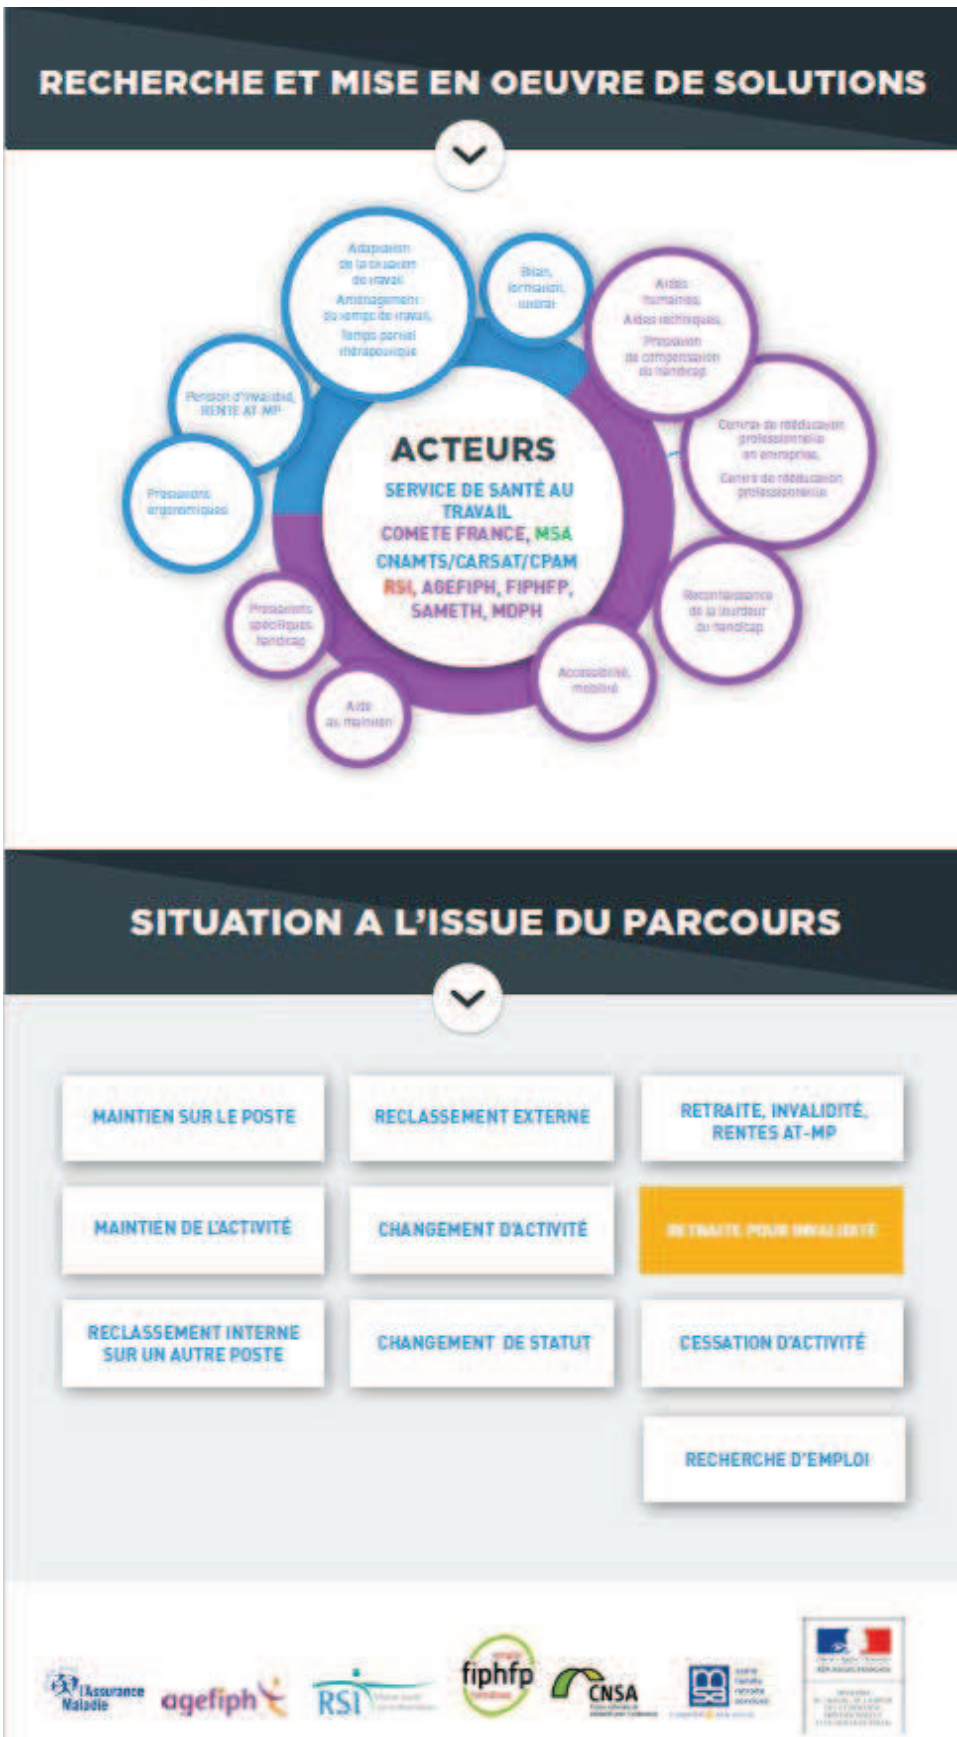 RECHERCHE ET MISE EN OEUVRE DE SOLUTIONS
Adaptation
de la situation
de travail
Aménagement
du temps de travail,
Temps partiel
thérapeutique
Bilan,
formation,
tutorat
Aides
humaines,
Aides techniques,
Prestation
de compensation
du handicap
Pension d'invalidité,
RENTE AT MP
Centre de rééducation
professionnelle
en entreprise,
Centre de rééducation
professionnelle
Prestations
ergonomiques
ACTEURS
SERVICE DE SANTÉ AU
TRAVAIL
COMETE FRANCE, MSA
CNAMTS/CARSAT/CPAM
RSI, AGEFIPH, FIPHFP,
SAMETH, MDPH
Reconnaissance
de la lourdeur
du handicap
Prestations
spécifiques
handicap
Accessibilité,
mobilité
Aide
au maintien
SITUATION A L'ISSUE DU PARCOURS
MAINTIEN SUR LE POSTE
RECLASSEMENT EXTERNE
RETRAITE, INVALIDITÉ,
RENTES AT-MP
MAINTIEN DE L'ACTIVITÉ
CHANGEMENT D'ACTIVITÉ
RETRAITE POUR INVALIDITÉ
RECLASSEMENT INTERNE
SUR UN AUTRE POSTE
CHANGEMENT DE STATUT
CESSATION D'ACTIVITÉ
RECHERCHE D'EMPLOI
l'Assurance
Maladie
agefiph
RSI
fiphfp
CNSA
msa
santé
famille
retraite
services